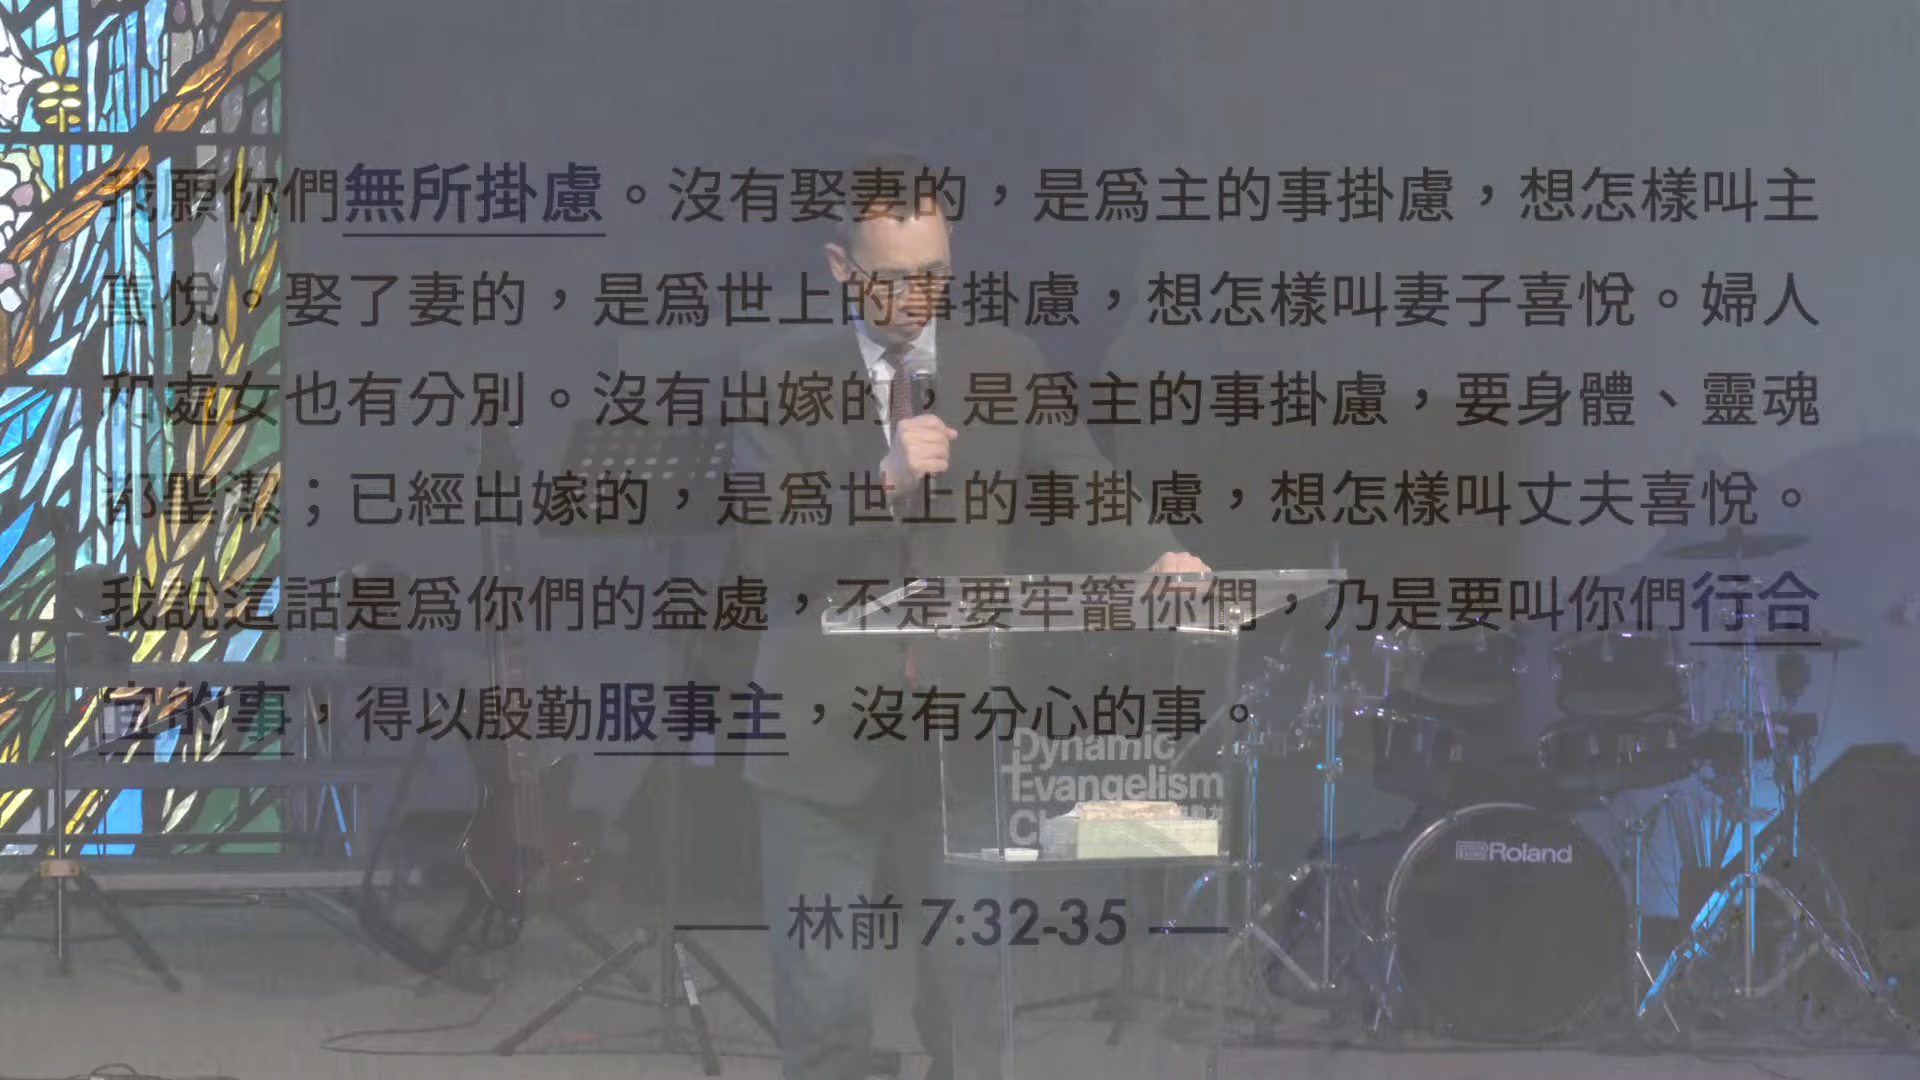 我願你們無所掛慮。沒有娶妻的，是爲主的事掛慮，想怎樣叫主
喜悅。娶了妻的，是爲世上的事掛慮，想怎樣叫妻子喜悅。婦人
和處女也有分別。沒有出嫁的，是爲主的事掛慮，要身體、靈魂
都聖潔；已經出嫁的，是爲世上的事掛慮，想怎樣叫丈夫喜悅。
我說這話是爲你們的益處，不是要牢籠你們，乃是要叫你們行合
宜的事，得以殷勤服事主，沒有分心的事。
Dynamic
Evangelism
林前 7:32-35
Roland